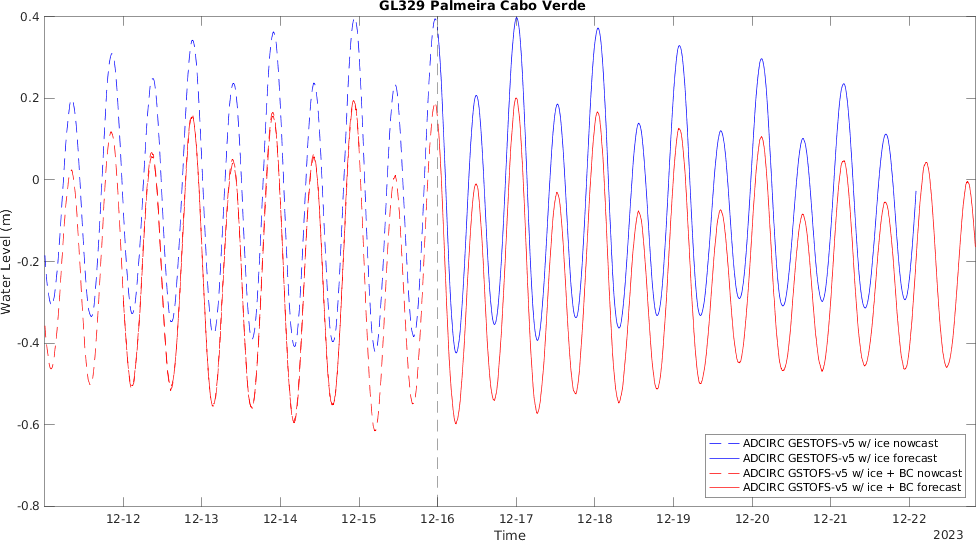 GL329 Palmeira Cabo Verde
0.4
0.2
0
-0.2
-0.4
-0.6
-0.8
Water Level (m)
12-12 12-13 12-14 12-15 12-16 12-17 12-18 12-19 12-20 12-21 12-22
Time
2023
ADCIRC GESTOFS-v5 w/ ice nowcast
ADCIRC GESTOFS-v5 w/ ice forecast
ADCIRC GSTOFS-v5 w/ ice + BC nowcast
ADCIRC GSTOFS-v5 w/ ice + BC forecast